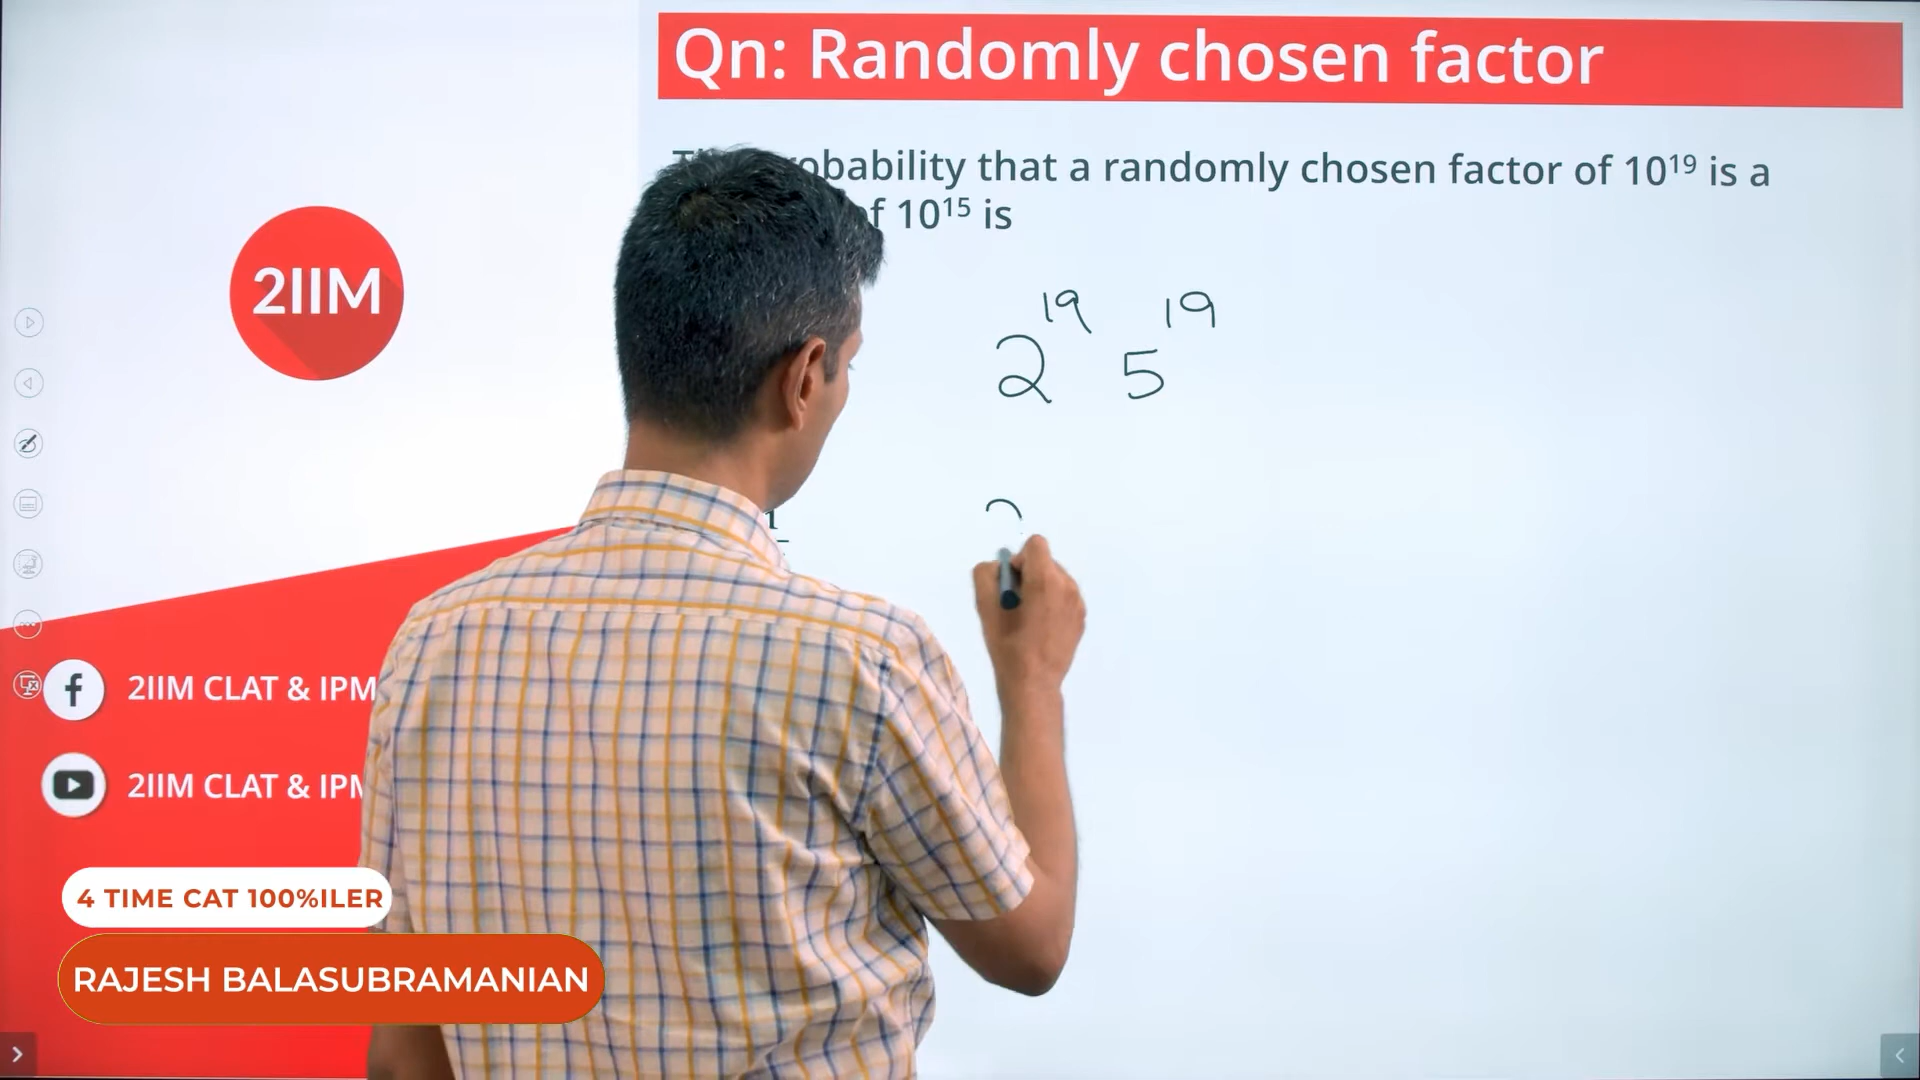 Qn: Randomly chosen factor
that a randomly chosen factor of 10¹⁹ is a
10¹⁵ is
2IIM
2¹⁹ 5¹⁹
2IIM CLAT & IPM
2IIM CLAT & IPM
4 TIME CAT 100%ILER
RAJESH BALASUBRAMANIAN